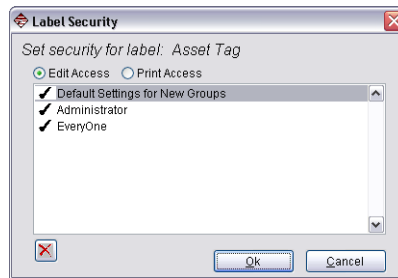 Label Security
Set security for label: Asset Tag
Edit Access Print Access
Default Settings for New Groups
Administrator
EveryOne
Ok Cancel